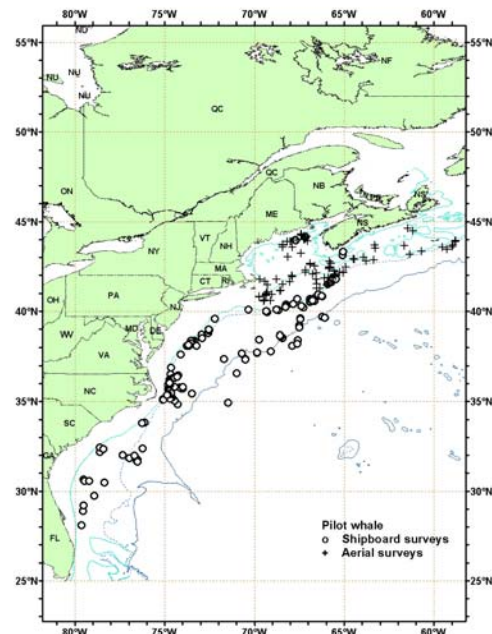 80°W 75°W 70°W 65°W 60°W
55°N 55°N
NU
NU
NU
NF
QC
50°N 50°N
ON
QC
NB
ME
NS
45°N 45°N
NS
VT
NH
NY
MA
CT RI
40°N 40°N
OH
PA
NJ
MD
DE
WV
VA
35°N 35°N
NC
SC
GA
30°N 30°N
FL
Pilot whale
Shipboard surveys
Aerial surveys
25°N 25°N
80°W 75°W 70°W 65°W 60°W